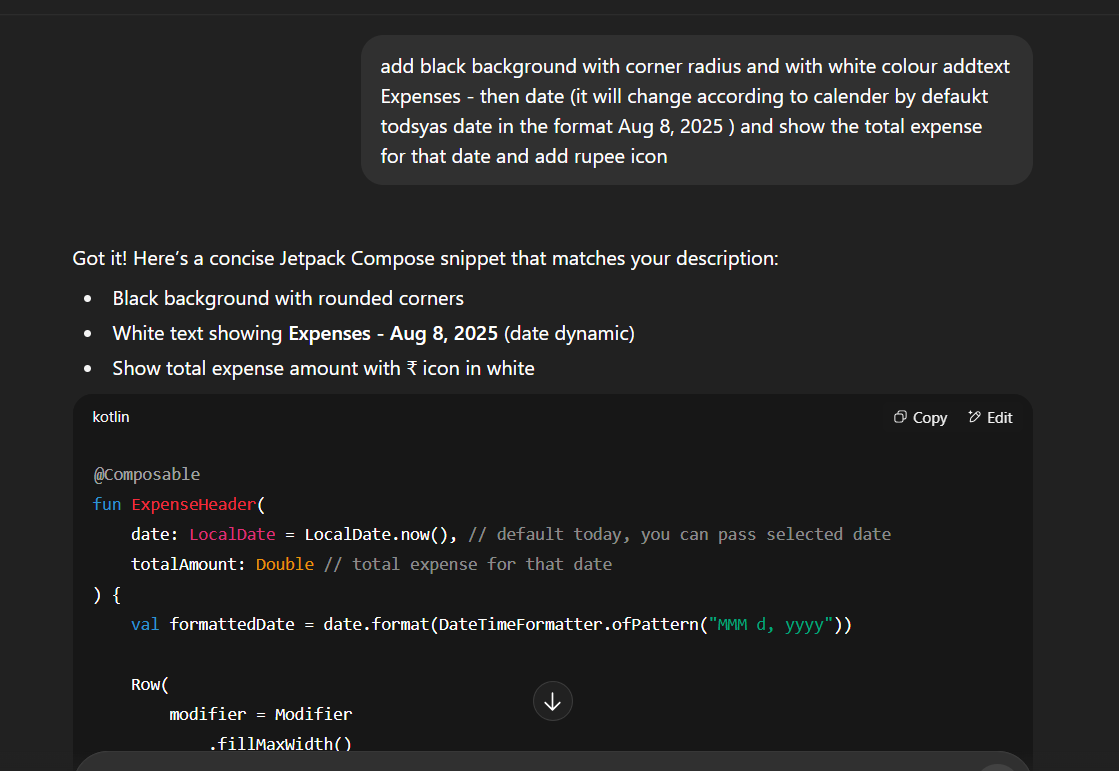 add black background with corner radius and with white colour addtext
Expenses - then date (it will change according to calender by defaukt
todsyas date in the format Aug 8, 2025 ) and show the total expense
for that date and add rupee icon
Got it! Here’s a concise Jetpack Compose snippet that matches your description:
• Black background with rounded corners
• White text showing Expenses - Aug 8, 2025 (date dynamic)
• Show total expense amount with ₹ icon in white
kotlin Copy Edit
@Composable
fun ExpenseHeader(
    date: LocalDate = LocalDate.now(), // default today, you can pass selected date
    totalAmount: Double // total expense for that date
) {
    val formattedDate = date.format(DateTimeFormatter.ofPattern("MMM d, yyyy"))
    Row(
        modifier = Modifier
            .fillMaxWidth()